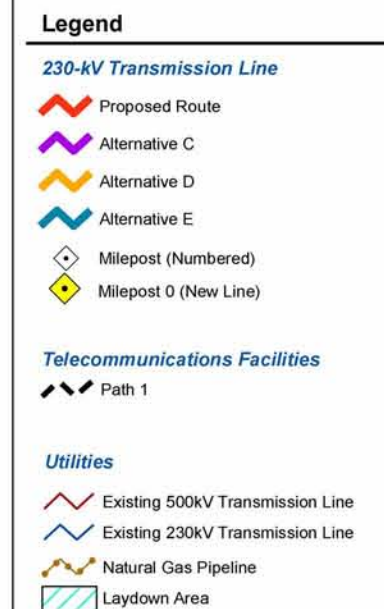 Legend
230-kV Transmission Line
Proposed Route
Alternative C
Alternative D
Alternative E
Milepost (Numbered)
Milepost 0 (New Line)
Telecommunications Facilities
Path 1
Utilities
Existing 500kV Transmission Line
Existing 230kV Transmission Line
Natural Gas Pipeline
Laydown Area